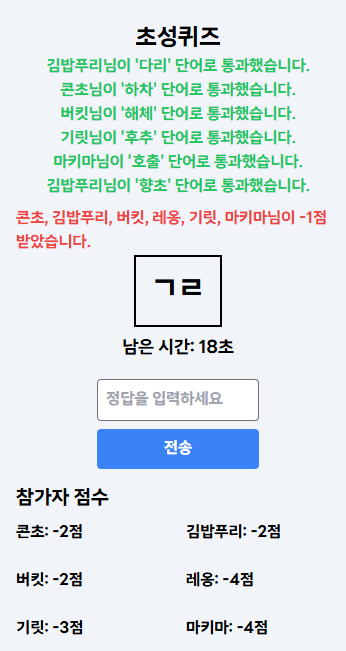 초성퀴즈
김밥푸리님이 '다리' 단어로 통과했습니다.
콘초님이 '하차' 단어로 통과했습니다.
버킷님이 '해체' 단어로 통과했습니다.
기릿님이 '후추' 단어로 통과했습니다.
마키마님이 '호출' 단어로 통과했습니다.
김밥푸리님이 '향초' 단어로 통과했습니다.
콘초, 김밥푸리, 버킷, 레옹, 기릿, 마키마님이 -1점
받았습니다.
ㄱㄹ
남은 시간: 18초
정답을 입력하세요
전송
참가자 점수
콘초: -2점 김밥푸리: -2점
버킷: -2점 레옹: -4점
기릿: -3점 마키마: -4점